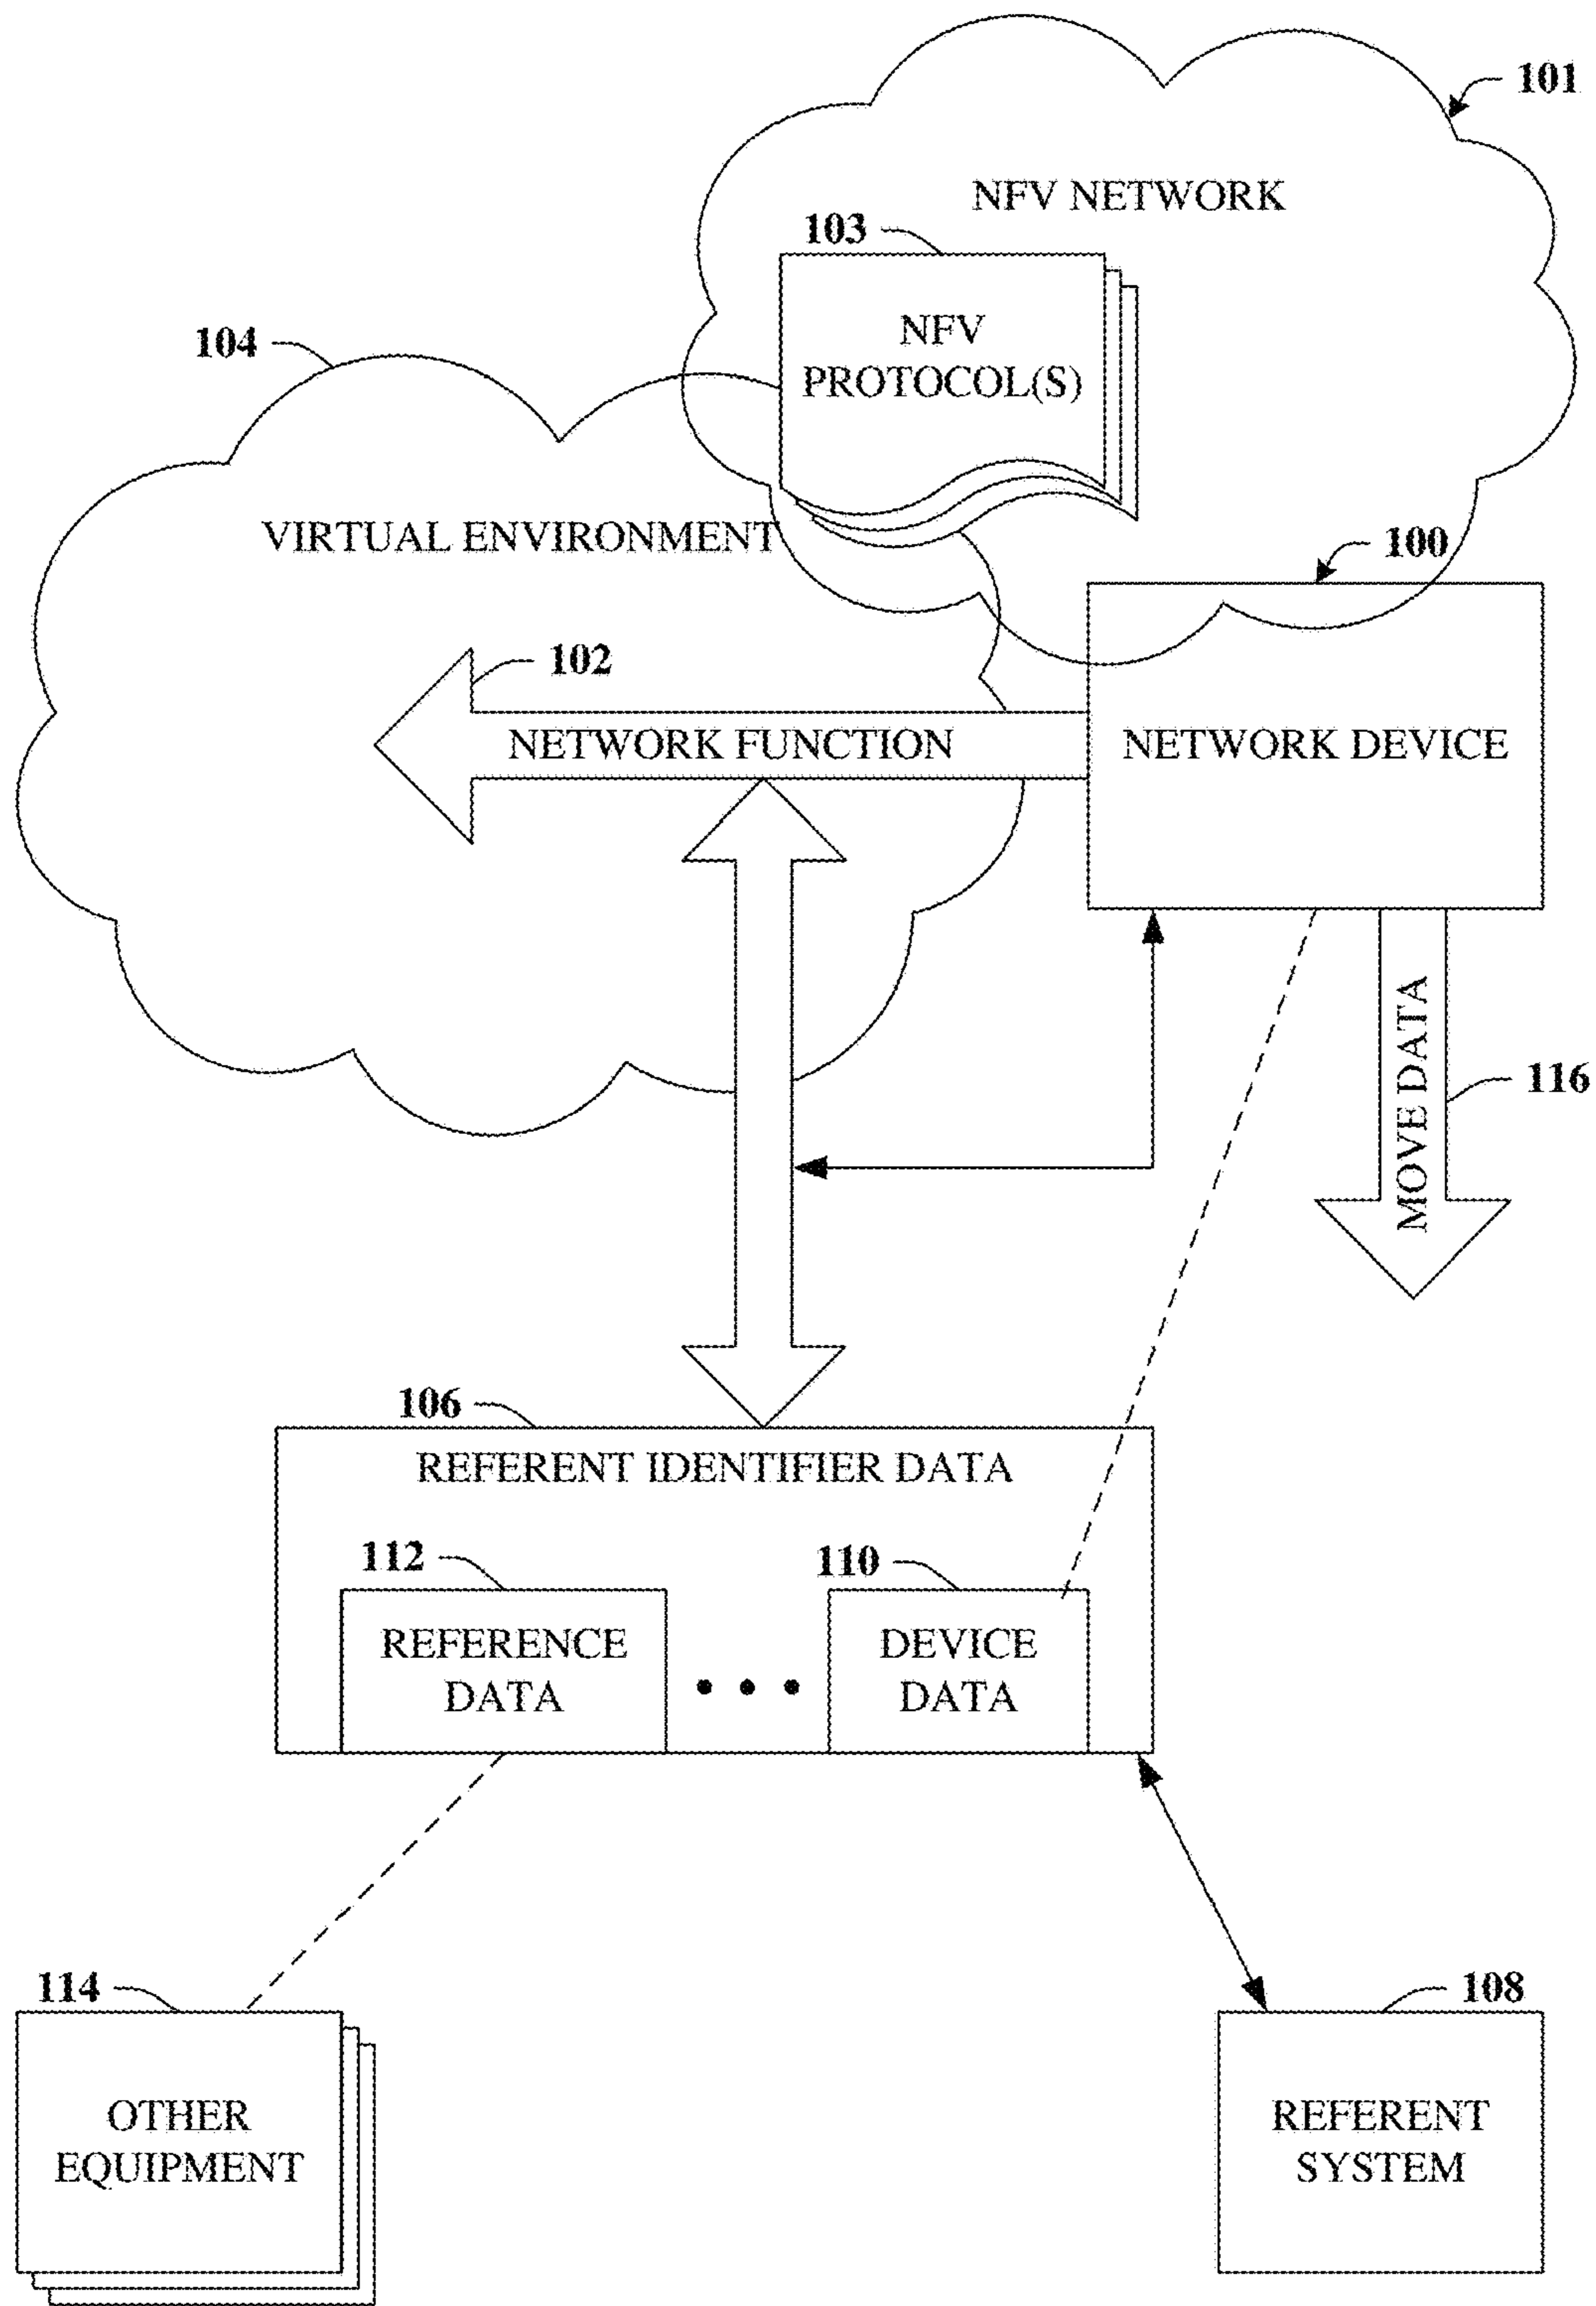 101
NFV NETWORK
103
NFV
PROTOCOL(S)
104
VIRTUAL ENVIRONMENT
100
102
NETWORK FUNCTION
NETWORK DEVICE
MOVE DATA
116
106
REFERENT IDENTIFIER DATA
112
110
REFERENCE
DATA
DEVICE
DATA
114
108
OTHER
EQUIPMENT
REFERENT
SYSTEM